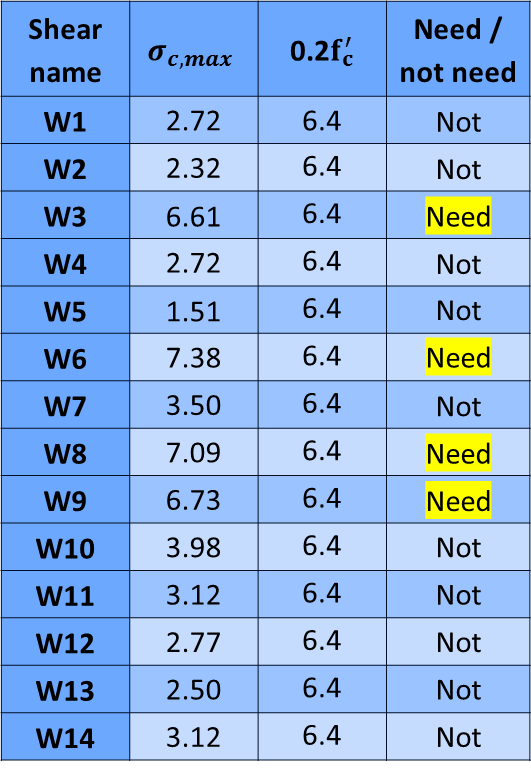 Shear name σc,max 0.2f′c Need / not need
W1 2.72 6.4 Not
W2 2.32 6.4 Not
W3 6.61 6.4 Need
W4 2.72 6.4 Not
W5 1.51 6.4 Not
W6 7.38 6.4 Need
W7 3.50 6.4 Not
W8 7.09 6.4 Need
W9 6.73 6.4 Need
W10 3.98 6.4 Not
W11 3.12 6.4 Not
W12 2.77 6.4 Not
W13 2.50 6.4 Not
W14 3.12 6.4 Not